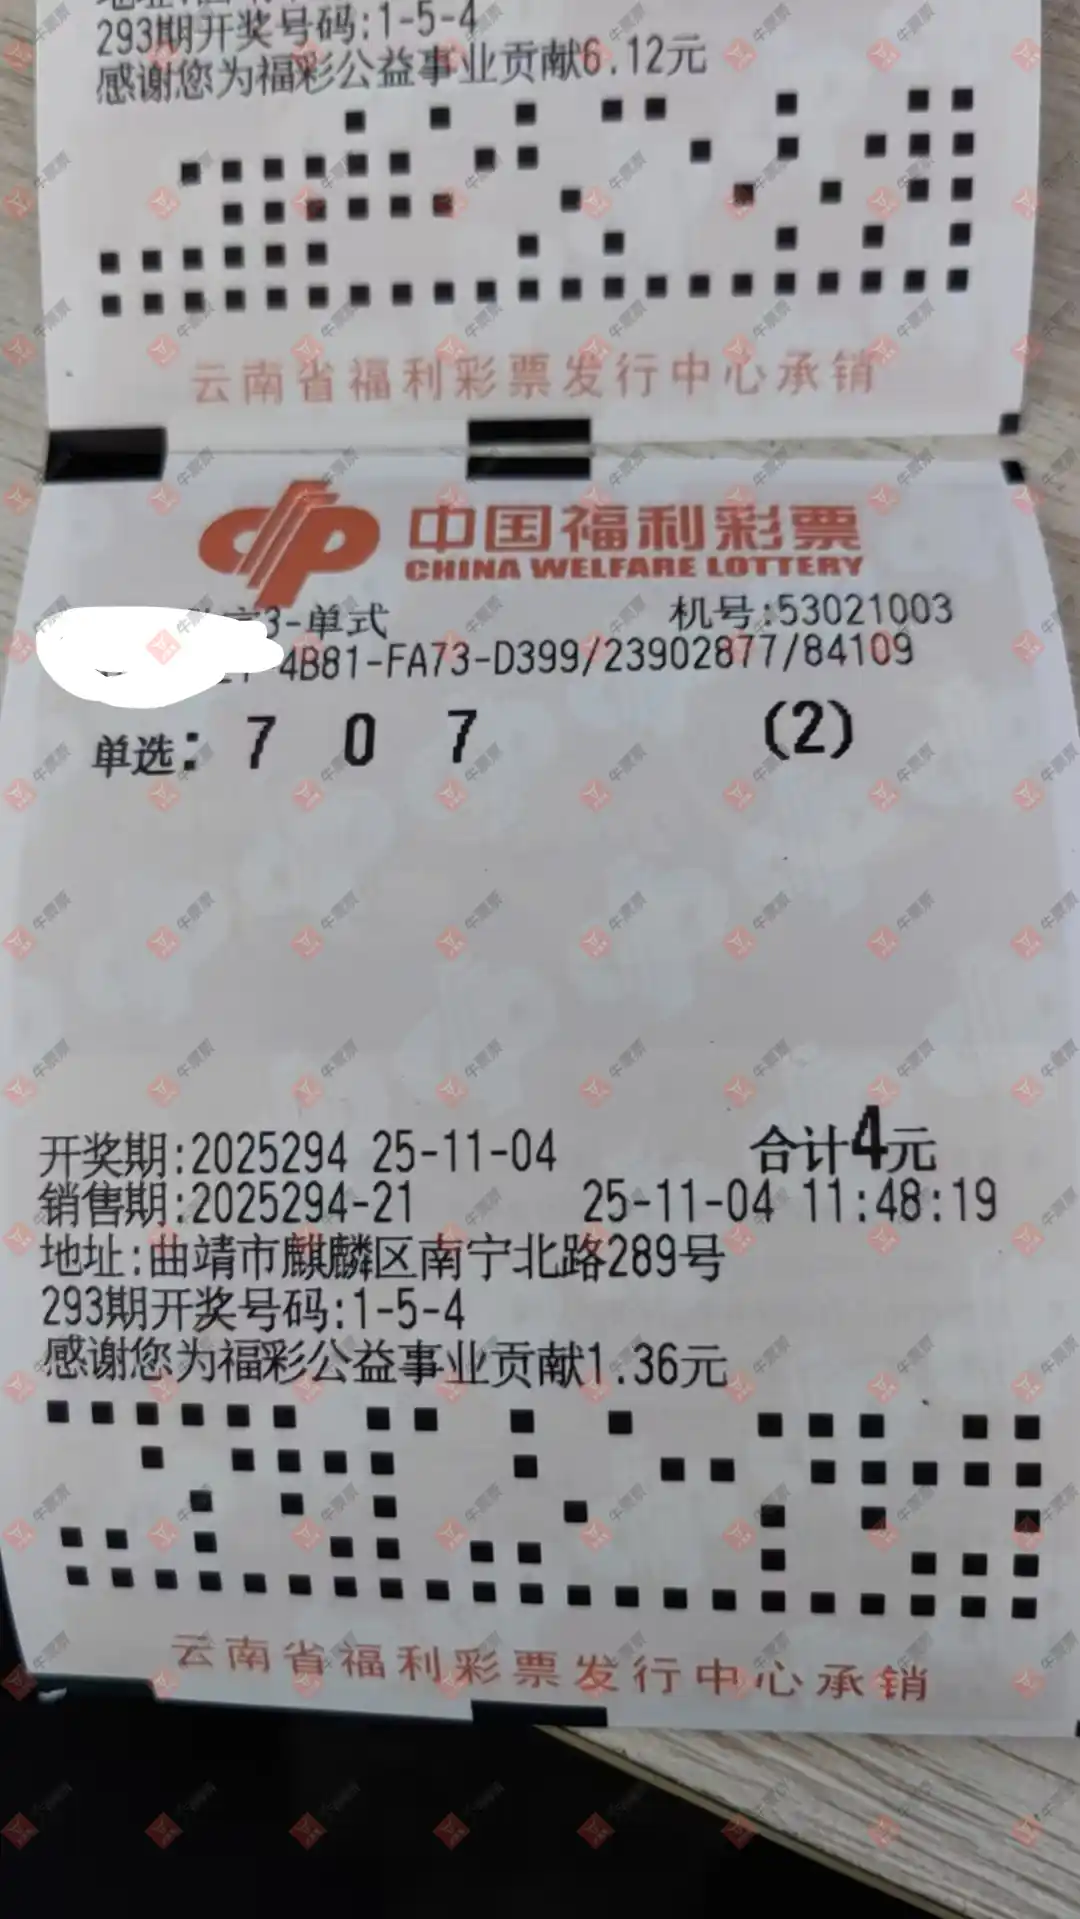 293期开奖号码:1-5-4
感谢您为福彩公益事业贡献6.12元
云南省福利彩票发行中心承销
中国福利彩票
CHINA WELFARE LOTTERY
3-单式 机号:53021003
4B81-FA73-D399/23902877/84109
单选: 7 0 7 (2)
开奖期:2025294 25-11-04 合计4元
销售期:2025294-21 25-11-04 11:48:19
地址:曲靖市麒麟区南宁北路289号
293期开奖号码:1-5-4
感谢您为福彩公益事业贡献1.36元
云南省福利彩票发行中心承销
牛票票